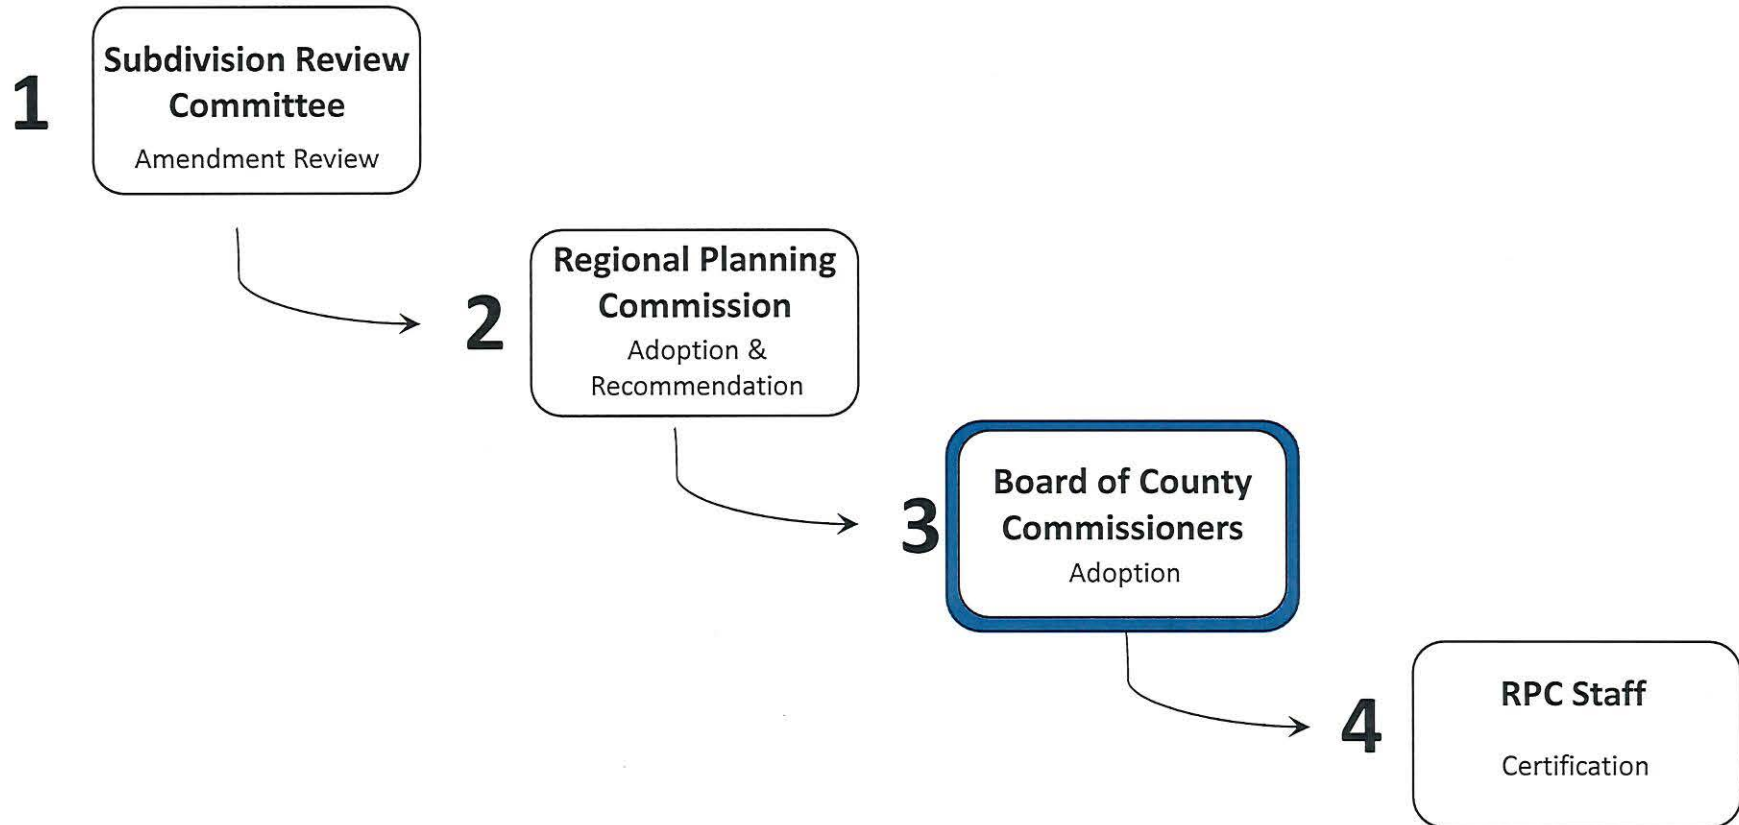 1
Subdivision Review
Committee
Amendment Review
2
Regional Planning
Commission
Adoption &
Recommendation
3
Board of County
Commissioners
Adoption
4
RPC Staff
Certification